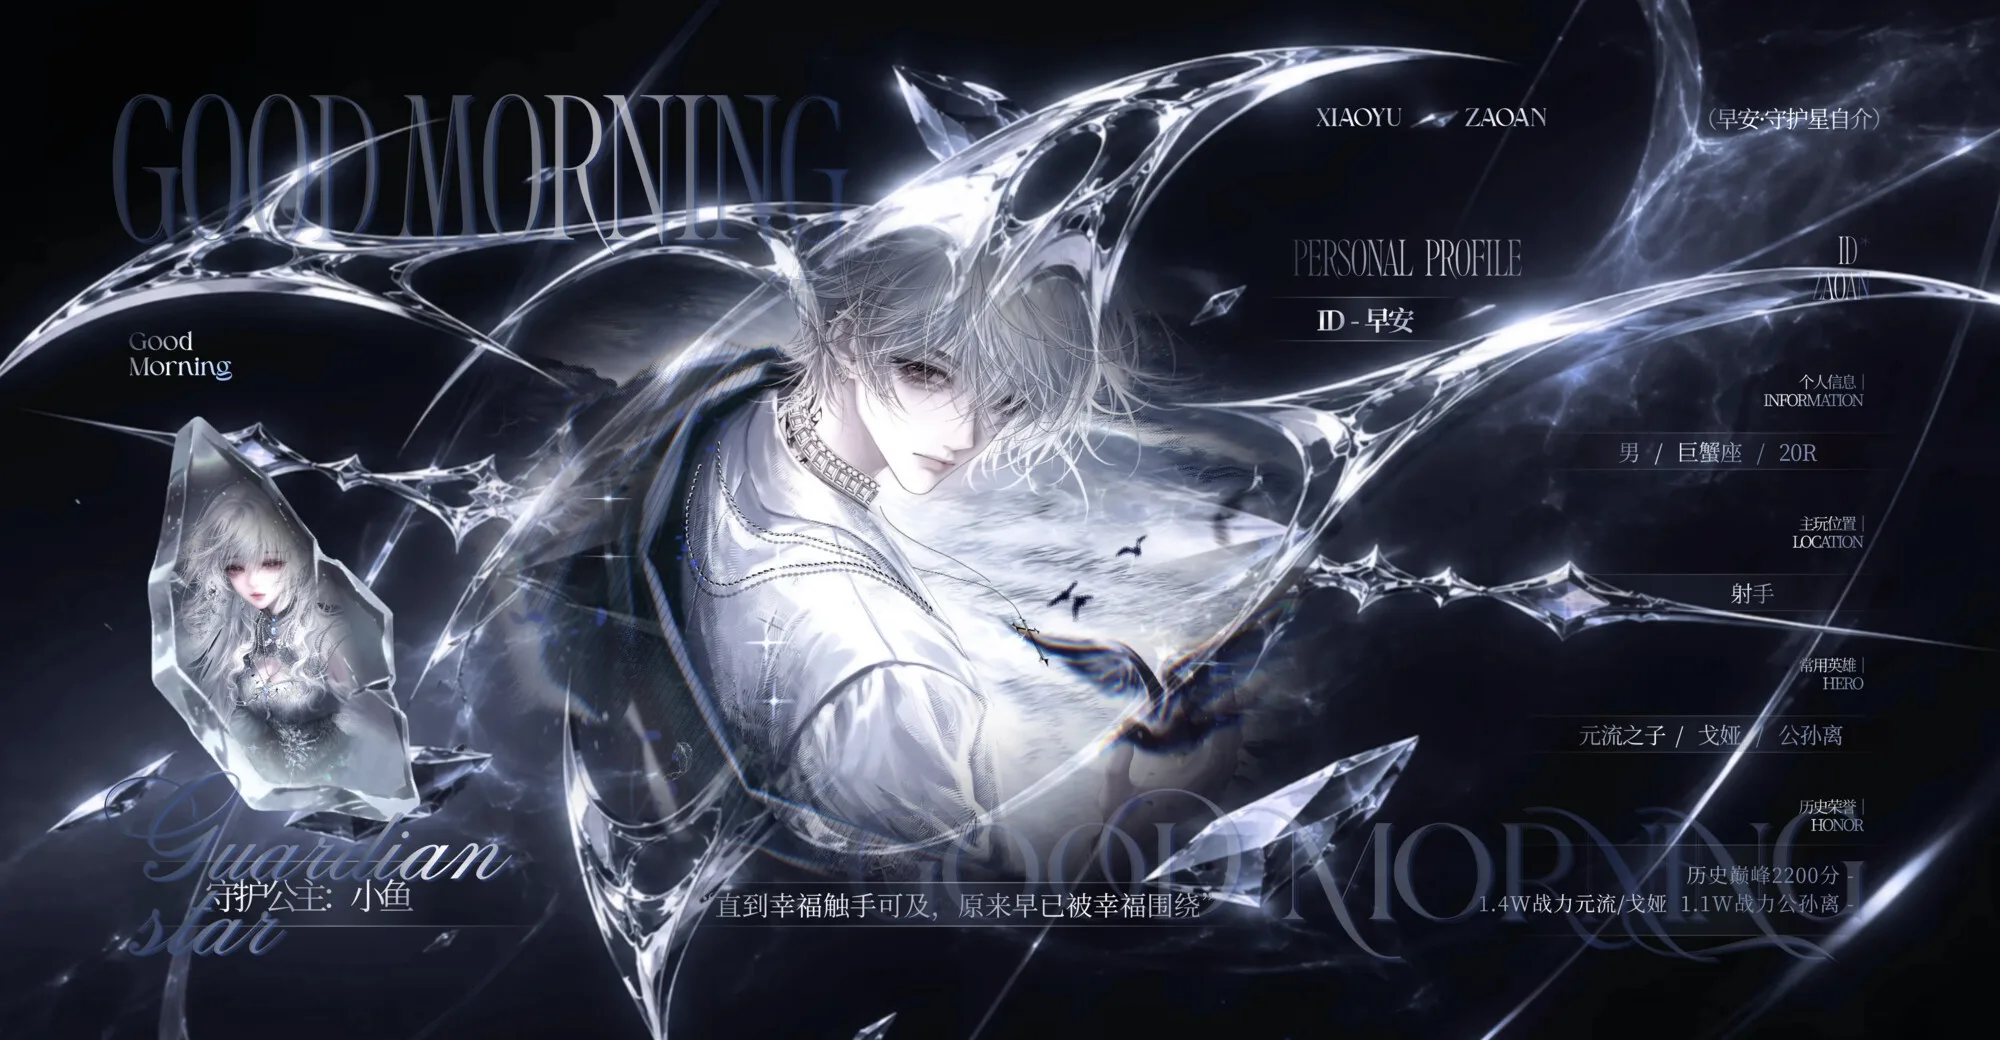 GOOD MORNING
XIAOYU ZAOAN
（早安·守护星自介）
PERSONAL PROFILE
ID - 早安
ID
ZAOAN
Good
Morning
个人信息 |
INFORMATION
男 / 巨蟹座 / 20R
主玩位置 |
LOCATION
射手
常用英雄 |
HERO
元流之子 / 戈娅 / 公孙离
历史荣誉 |
HONOR
历史巅峰2200分 -
1.4W战力元流/戈娅 1.1W战力公孙离 -
GOOD MORNING
Guardian
守护公主：小鱼
star
“直到幸福触手可及，原来早已被幸福围绕”